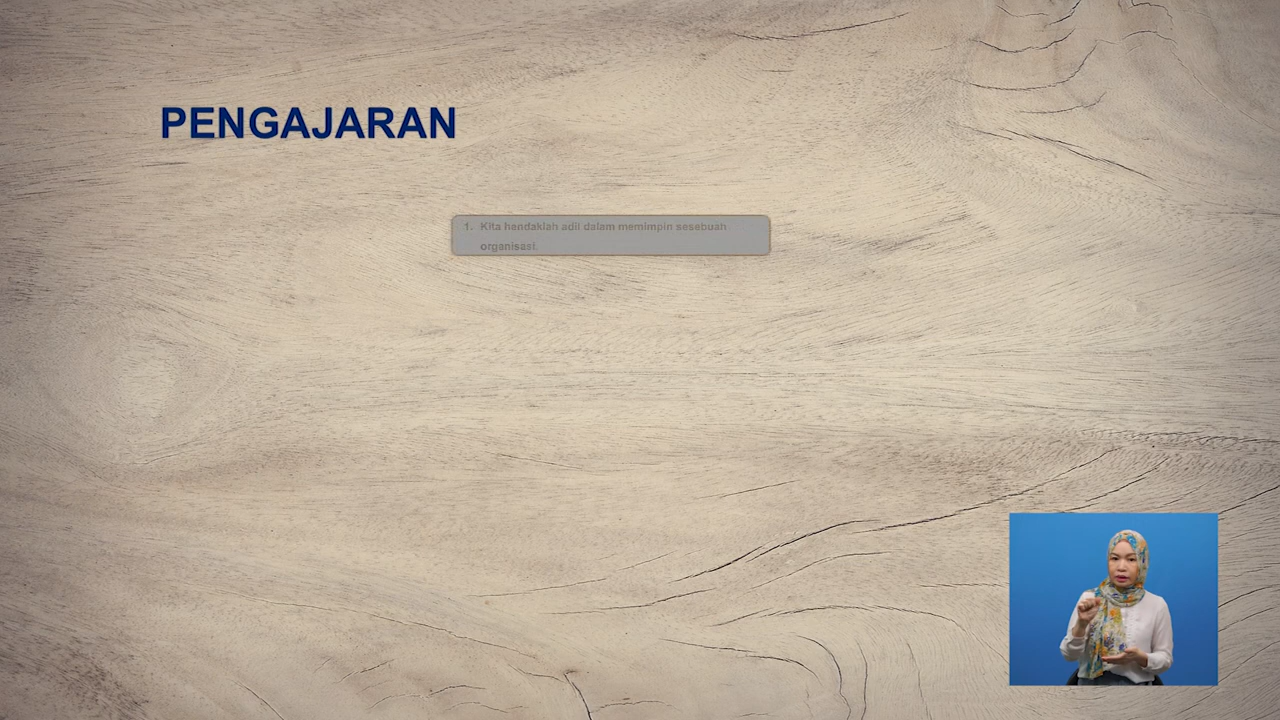 PENGAJARAN
1. Kita hendaklah adil dalam memimpin sesebuah
organisasi.